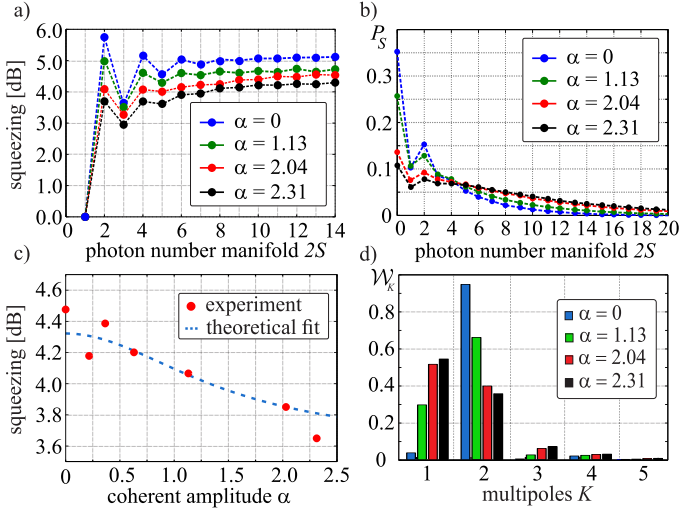 a)
squeezing [dB]
6.0
5.0
4.0
3.0
2.0
1.0
0.0
α = 0
α = 1.13
α = 2.04
α = 2.31
0 2 4 6 8 10 12 14
photon number manifold 2S
b)
P_S
0.3
0.2
0.1
0
α = 0
α = 1.13
α = 2.04
α = 2.31
0 2 4 6 8 10 12 14 16 18 20
photon number manifold 2S
c)
squeezing [dB]
4.6
4.4
4.2
4.0
3.8
3.6
experiment
theoretical fit
0 0.5 1.0 1.5 2.0 2.5
coherent amplitude α
d)
𝒲_K
0.8
0.6
0.4
0.2
0
α = 0
α = 1.13
α = 2.04
α = 2.31
1 2 3 4 5
multipoles K